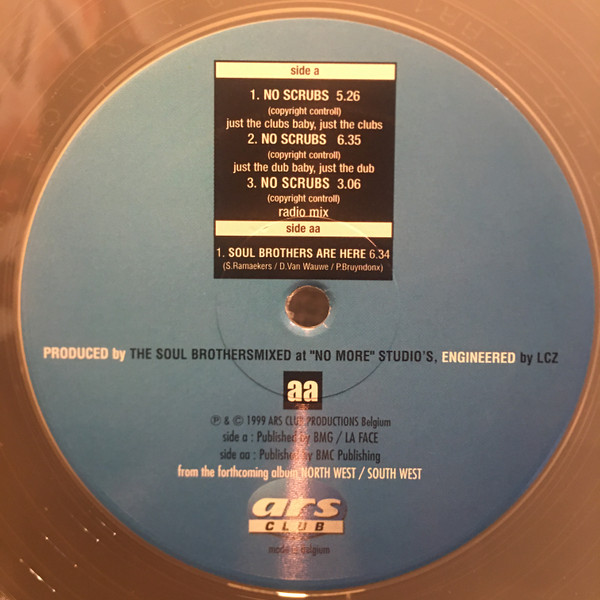 side a
1. NO SCRUBS 5.26
(copyright controll)
just the clubs baby, just the clubs
2. NO SCRUBS 6.35
(copyright controll)
just the dub baby, just the dub
3. NO SCRUBS 3.06
(copyright controll)
radio mix
side aa
1. SOUL BROTHERS ARE HERE 6.34
(S.Ramaekers / D.Van Wauwe / P.Bruyndonx)
PRODUCED by THE SOUL BROTHERSMIXED at "NO MORE" STUDIO'S, ENGINEERED by LCZ
aa
℗ & © 1999 ARS CLUB PRODUCTIONS Belgium
side a : Published by BMG / LA FACE
side aa : Published by BMC Publishing
from the forthcoming album NORTH WEST / SOUTH WEST
ars
CLUB
made in Belgium